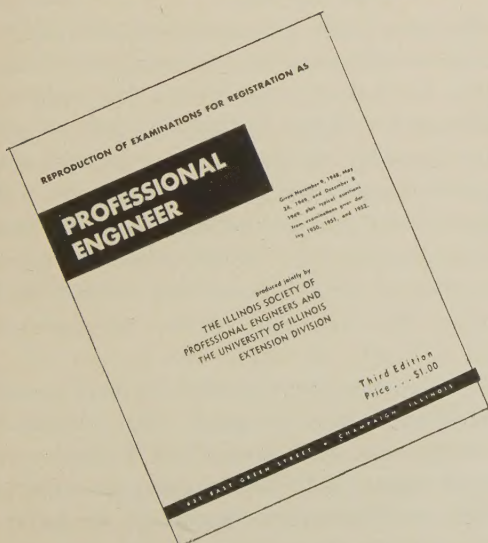 REPRODUCTION OF EXAMINATIONS FOR REGISTRATION AS
PROFESSIONAL
ENGINEER
Given November 9, 1948, May
24, 1949, and December 8
1949, plus typical questions
from examinations given dur-
ing 1950, 1951, and 1952.
produced jointly by
THE ILLINOIS SOCIETY OF
PROFESSIONAL ENGINEERS AND
THE UNIVERSITY OF ILLINOIS
EXTENSION DIVISION
Third Edition
Price . . . $1.00
EAST GREEN STREET • CHAMPAIGN ILLINOIS